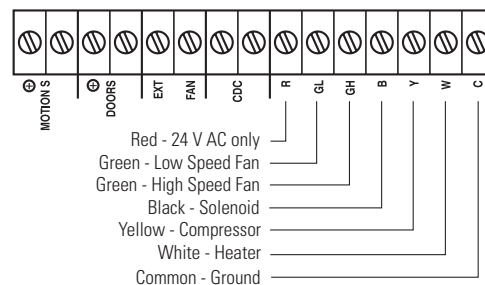 ⊕ MOTION S
⊕ DOORS
EXT
FAN
CDC
R
GL
GH
B
Y
W
C
Red - 24 V AC only
Green - Low Speed Fan
Green - High Speed Fan
Black - Solenoid
Yellow - Compressor
White - Heater
Common - Ground